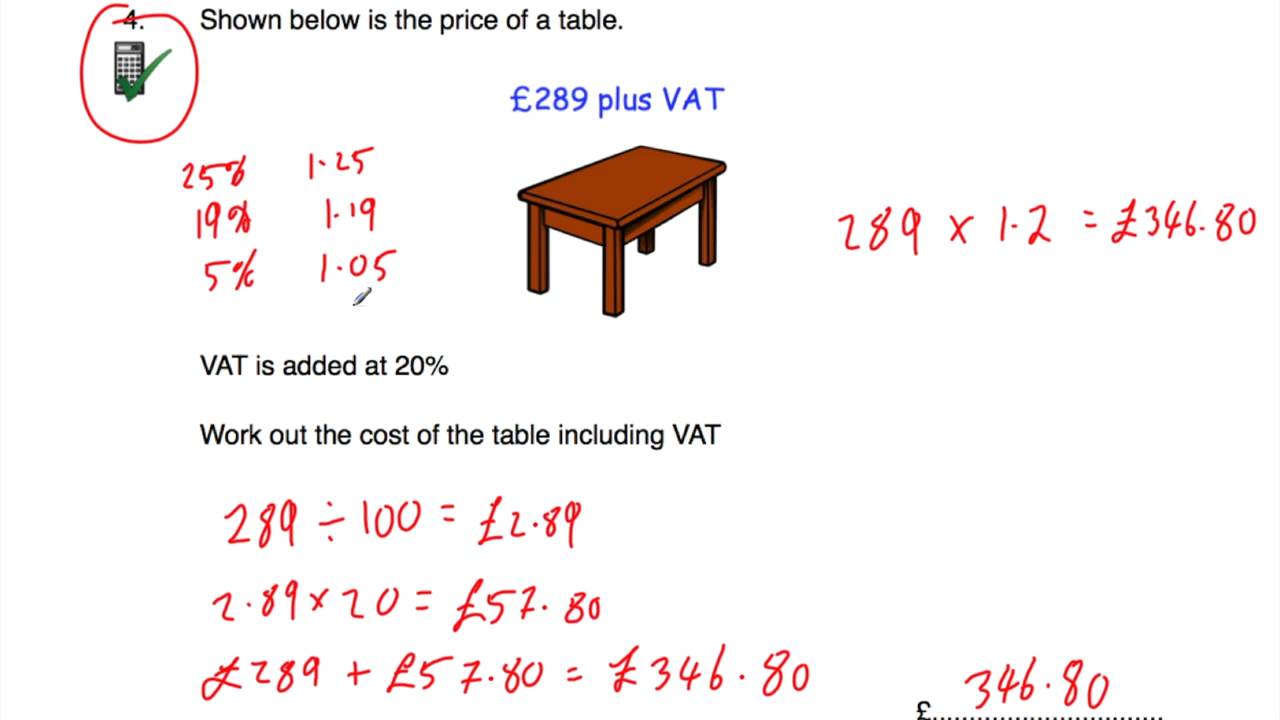 4. Shown below is the price of a table.
£289 plus VAT
25% 1.25
19% 1.19
5% 1.05
289 × 1.2 = £346.80
VAT is added at 20%
Work out the cost of the table including VAT
289 ÷ 100 = £2.89
2.89 × 20 = £57.80
£289 + £57.80 = £346.80
£ 346.80